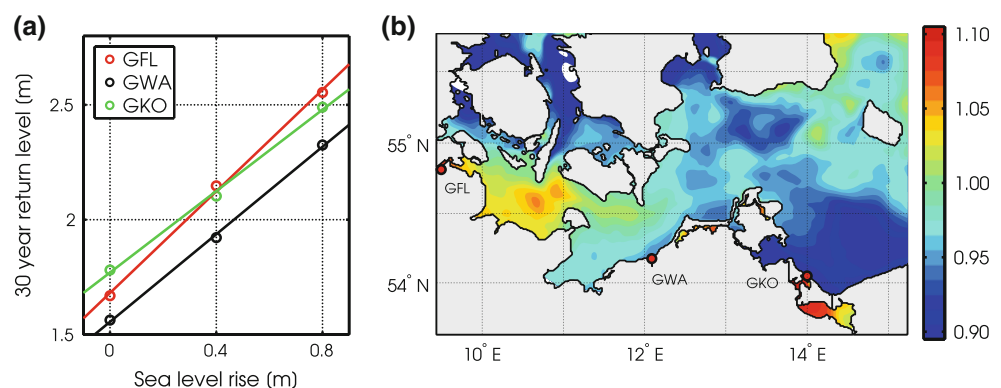 (a)
30 year return level (m)
2.5
2
1.5
GFL
GWA
GKO
0
0.4
0.8
Sea level rise (m)
(b)
55° N
54° N
GFL
GWA
GKO
10° E
12° E
14° E
1.10
1.05
1.00
0.95
0.90